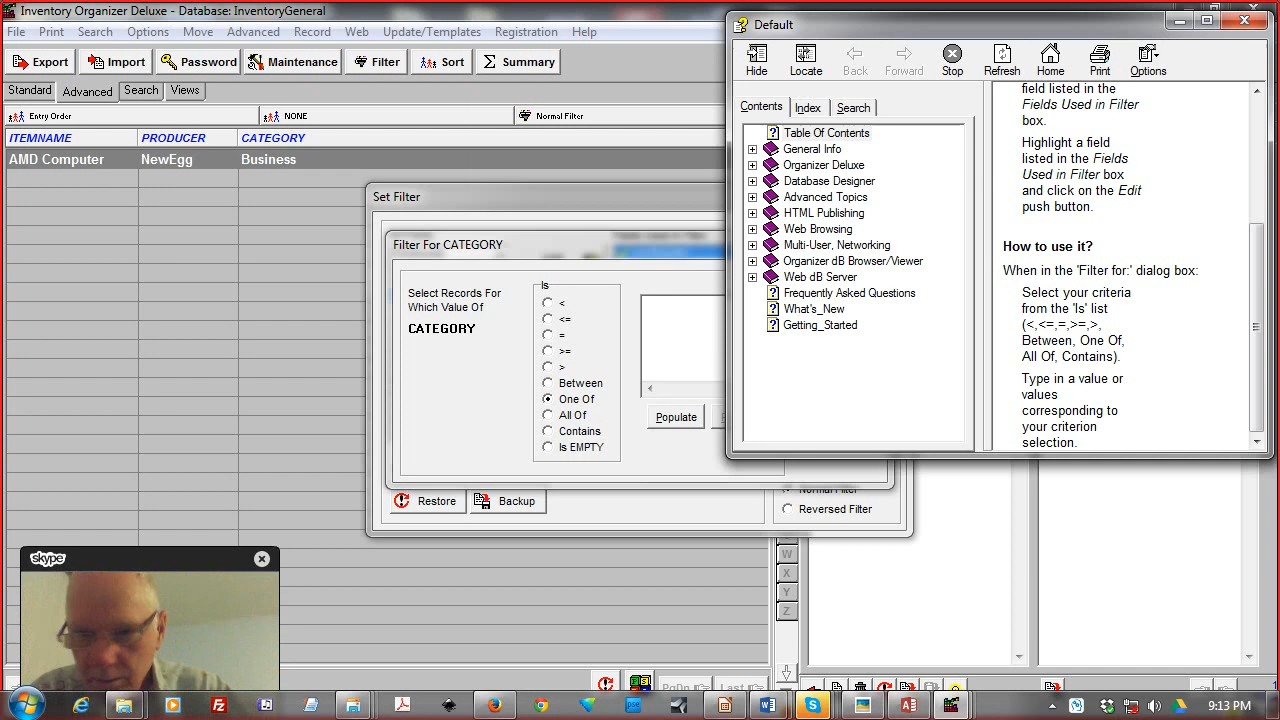 Inventory Organizer Deluxe - Database: InventoryGeneral
File Print Search Options Move Advanced Record Web Update/Templates Registration Help
Export Import Password Maintenance Filter Sort Summary
Standard Advanced Search Views
Entry Order NONE Normal Filter
ITEMNAME PRODUCER CATEGORY
AMD Computer NewEgg Business
Set Filter
Filter For CATEGORY
Select Records For
Which Value Of
CATEGORY
Is
<
<=
=
>=
>
Between
One Of
All Of
Contains
Is EMPTY
Populate
Restore Backup
Normal Filter
Reversed Filter
Default
Hide Locate Back Forward Stop Refresh Home Print Options
Contents Index Search
Table Of Contents
General Info
Organizer Deluxe
Database Designer
Advanced Topics
HTML Publishing
Web Browsing
Multi-User, Networking
Organizer dB Browser/Viewer
Web dB Server
Frequently Asked Questions
What's_New
Getting_Started
field listed in the
Fields Used in Filter
box.
Highlight a field
listed in the Fields
Used in Filter box
and click on the Edit
push button.
How to use it?
When in the 'Filter for:' dialog box:
Select your criteria
from the 'Is' list
(<,<=,=,>=,>,
Between, One Of,
All Of, Contains).
Type in a value or
values
corresponding to
your criterion
selection.
W
X
Y
Z
skype
PgDn Last
9:13 PM